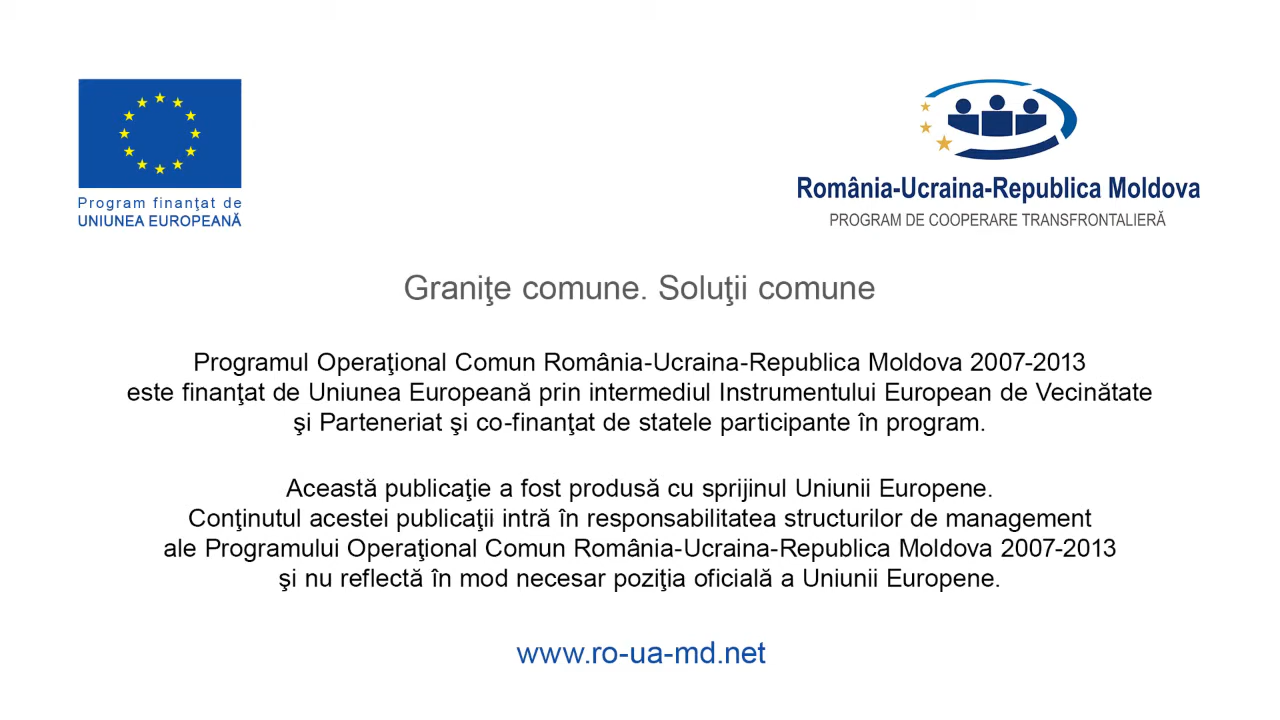 Program finanţat de
UNIUNEA EUROPEANĂ
România-Ucraina-Republica Moldova
PROGRAM DE COOPERARE TRANSFRONTALIERĂ
Graniţe comune. Soluţii comune
Programul Operaţional Comun România-Ucraina-Republica Moldova 2007-2013
este finanţat de Uniunea Europeană prin intermediul Instrumentului European de Vecinătate
şi Parteneriat şi co-finanţat de statele participante în program.
Această publicaţie a fost produsă cu sprijinul Uniunii Europene.
Conţinutul acestei publicaţii intră în responsabilitatea structurilor de management
ale Programului Operaţional Comun România-Ucraina-Republica Moldova 2007-2013
şi nu reflectă în mod necesar poziţia oficială a Uniunii Europene.
www.ro-ua-md.net